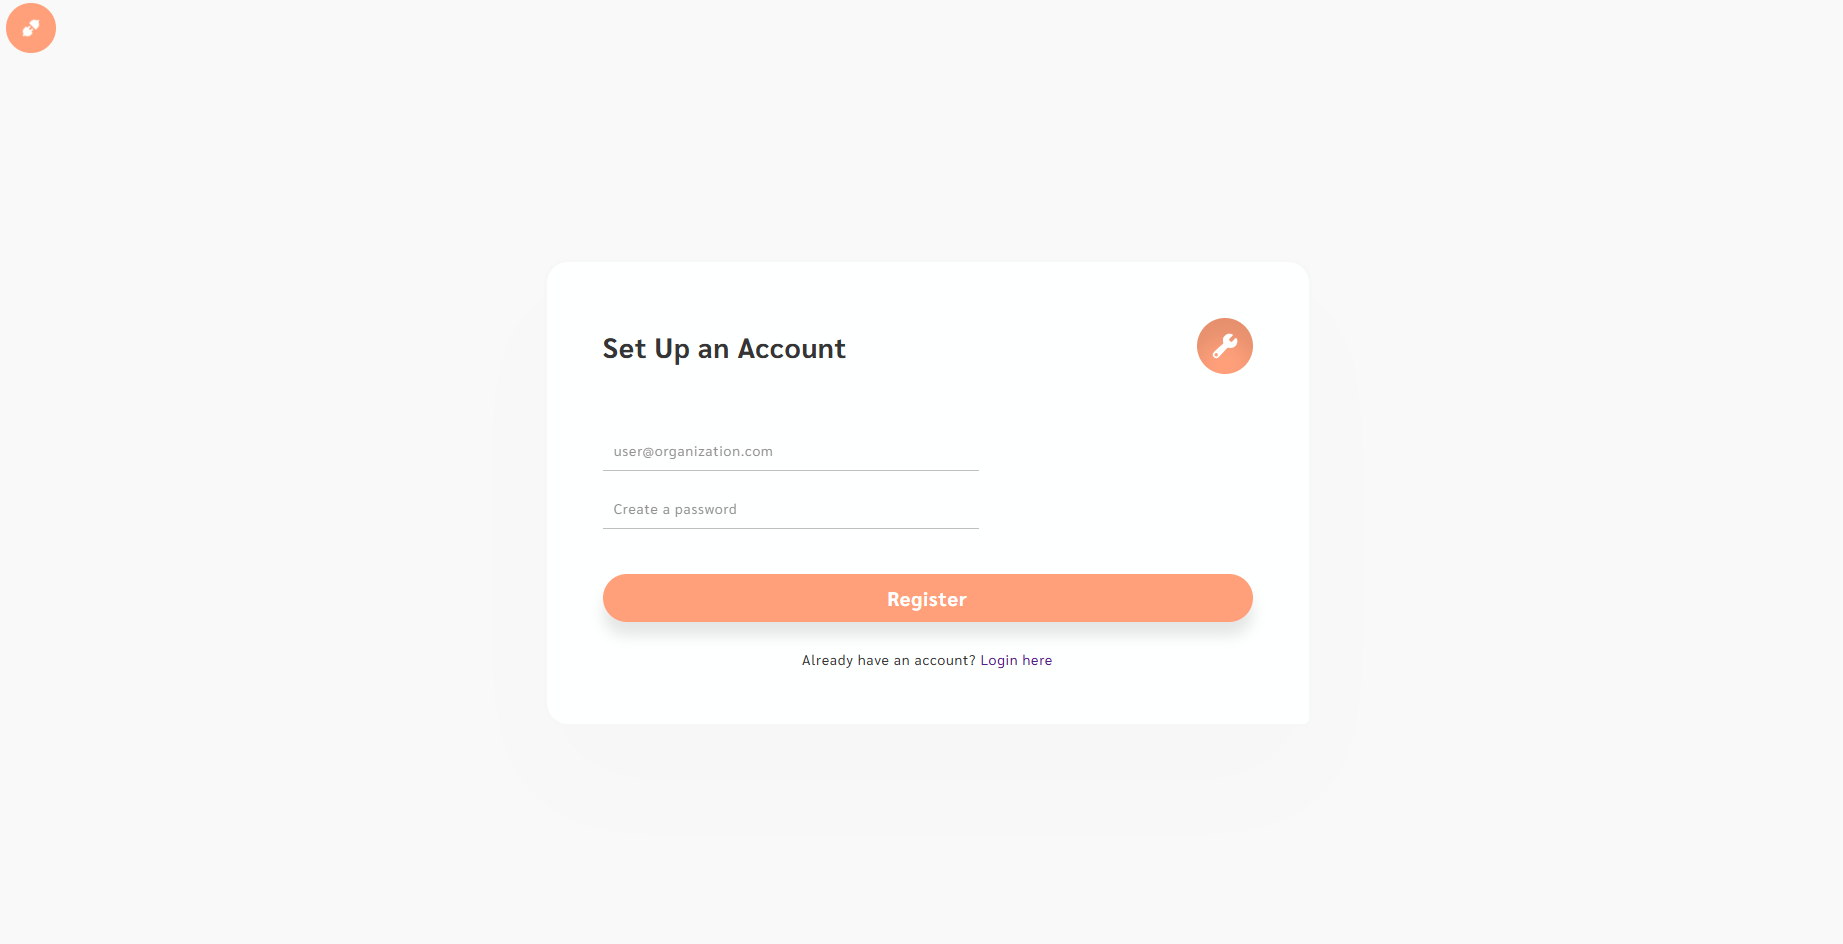 Set Up an Account
user@organization.com
Create a password
Register
Already have an account? Login here